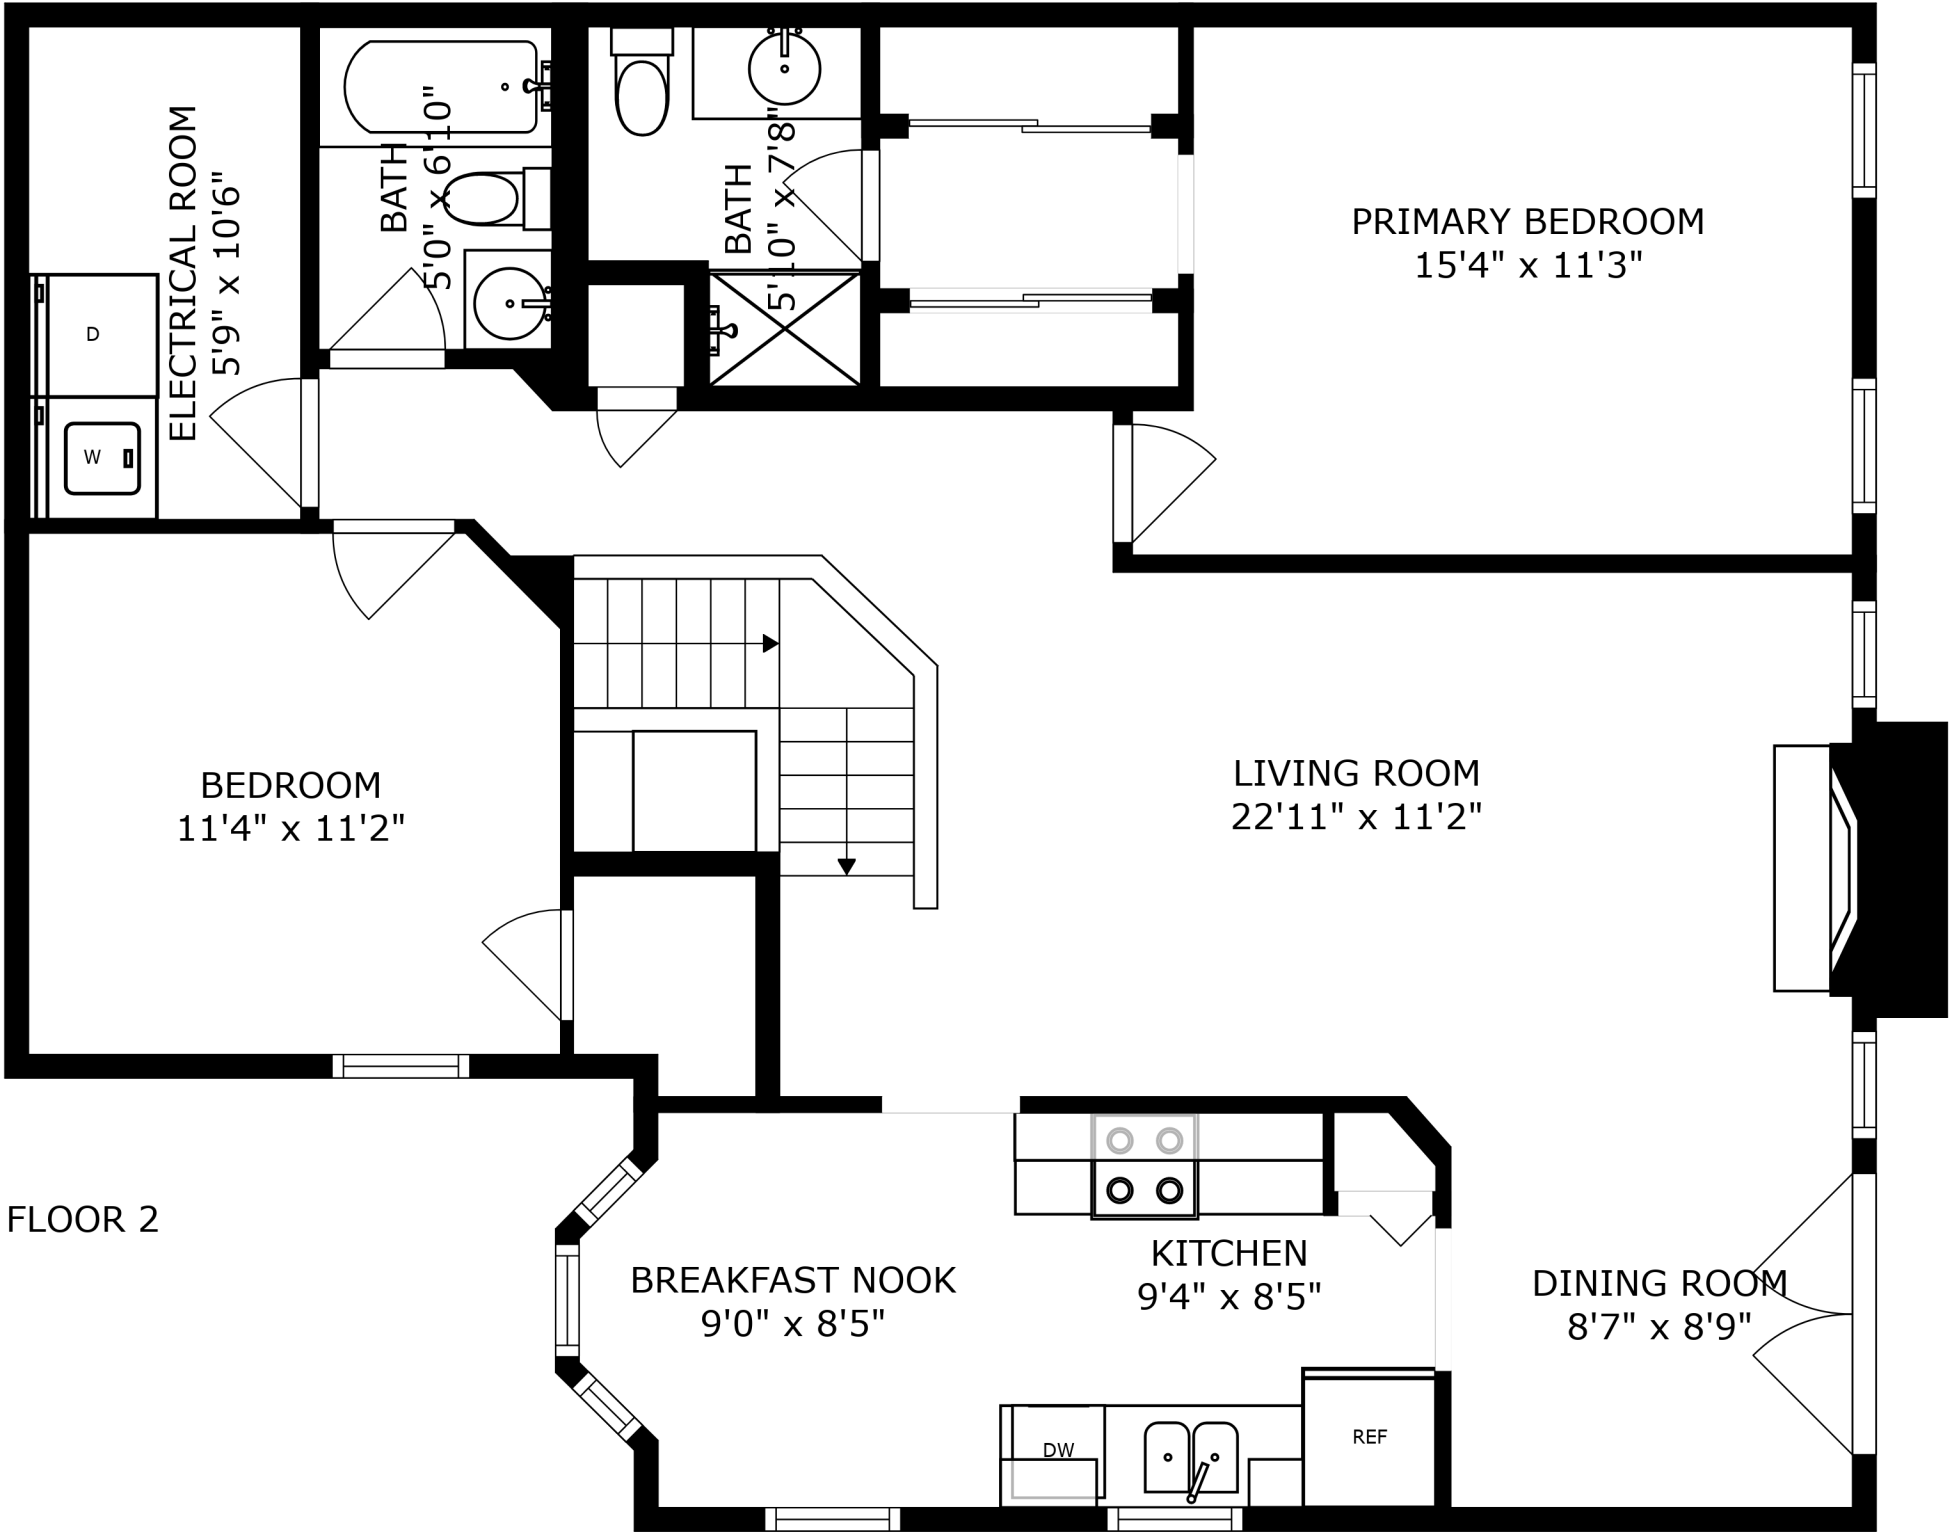 ELECTRICAL ROOM
5'9" x 10'6"
BATH
5'0" x 6'10"
BATH
5'10" x 7'8"
PRIMARY BEDROOM
15'4" x 11'3"
D
W
BEDROOM
11'4" x 11'2"
LIVING ROOM
22'11" x 11'2"
FLOOR 2
BREAKFAST NOOK
9'0" x 8'5"
KITCHEN
9'4" x 8'5"
DINING ROOM
8'7" x 8'9"
DW
REF